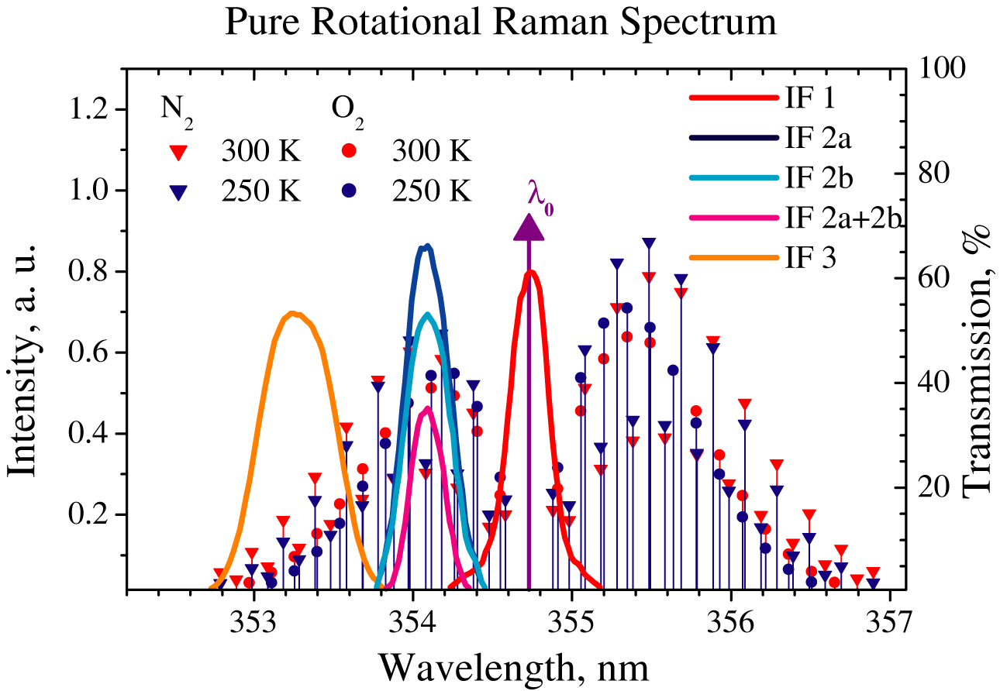 Pure Rotational Raman Spectrum
N2 O2
300 K 300 K
250 K 250 K
λ0
IF 1
IF 2a
IF 2b
IF 2a+2b
IF 3
1.2
1.0
0.8
0.6
0.4
0.2
Intensity, a. u.
100
80
60
40
20
Transmission, %
353 354 355 356 357
Wavelength, nm